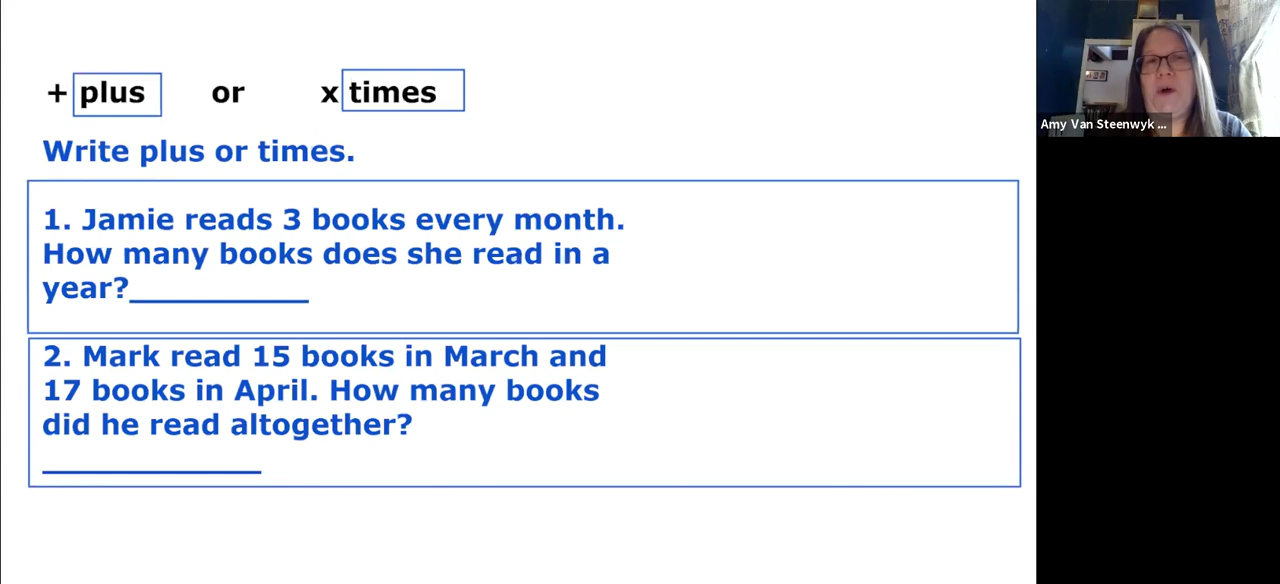 + plus or x times
Write plus or times.
1. Jamie reads 3 books every month.
How many books does she read in a
year?_________
2. Mark read 15 books in March and
17 books in April. How many books
did he read altogether?
___________
Amy Van Steenwyk ...